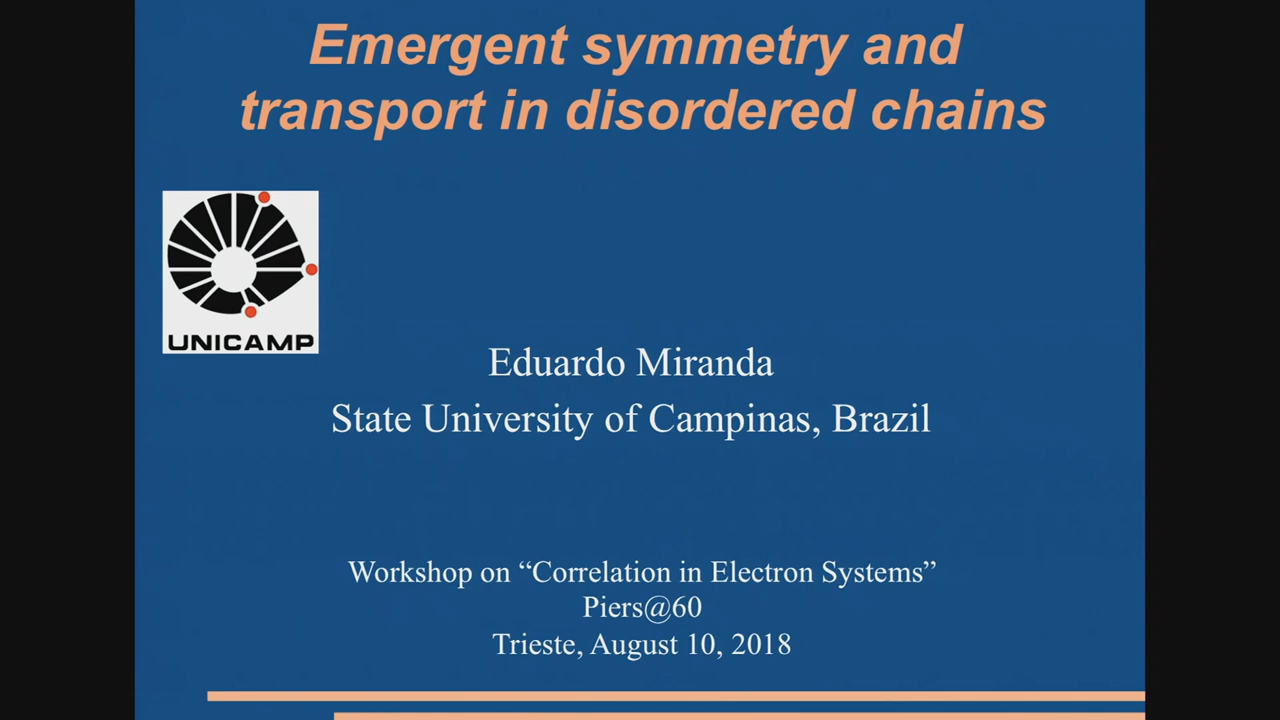 Emergent symmetry and
transport in disordered chains
UNICAMP
Eduardo Miranda
State University of Campinas, Brazil
Workshop on “Correlation in Electron Systems”
Piers@60
Trieste, August 10, 2018